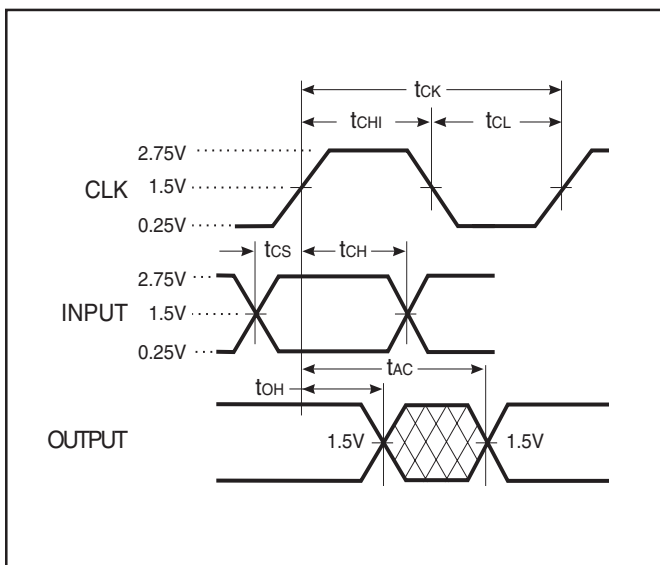 tCK
tCHI tCL
2.75V
CLK 1.5V
0.25V
tCS tCH
2.75V
INPUT 1.5V
0.25V
tAC
tOH
OUTPUT 1.5V 1.5V